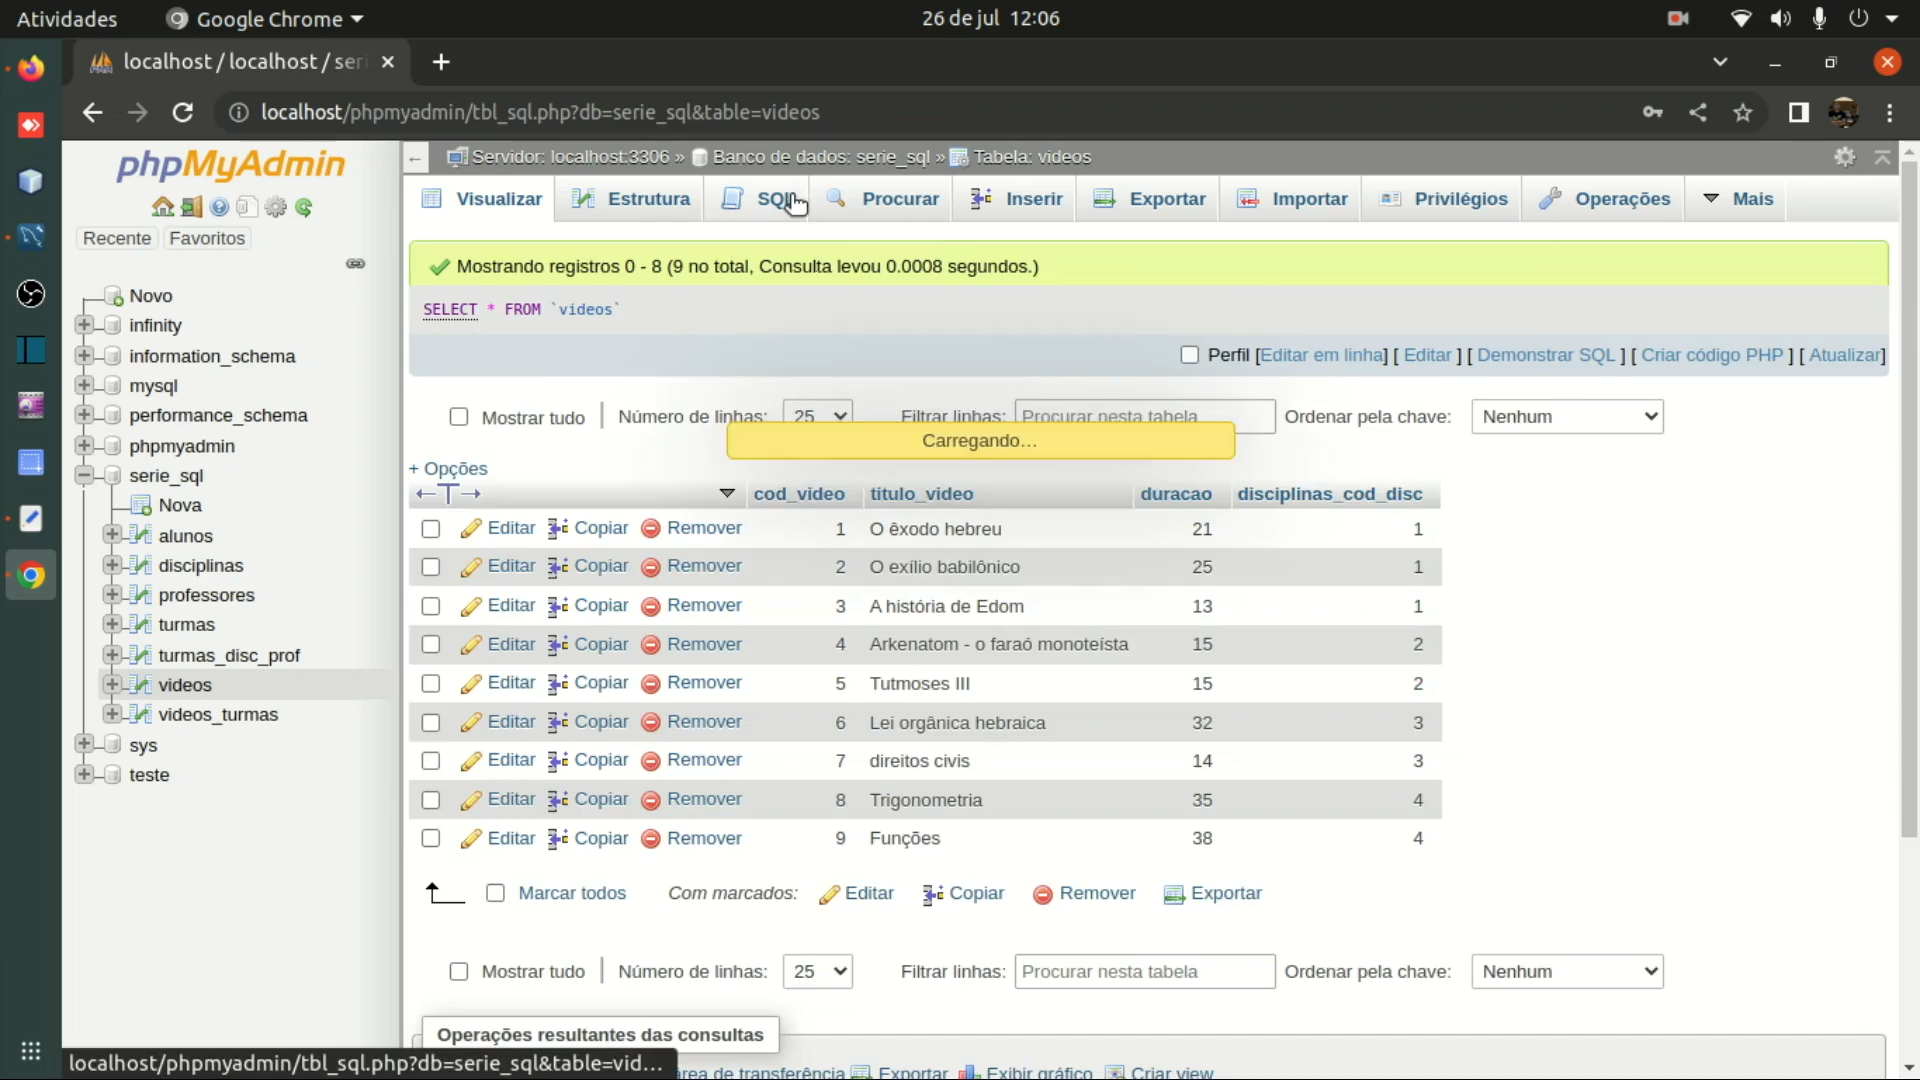 Atividades Google Chrome 26 de jul 12:06
localhost / localhost / seri
localhost/phpmyadmin/tbl_sql.php?db=serie_sql&table=videos
phpMyAdmin
Recente Favoritos
Novo
infinity
information_schema
mysql
performance_schema
phpmyadmin
serie_sql
Nova
alunos
disciplinas
professores
turmas
turmas_disc_prof
videos
videos_turmas
sys
teste
Servidor: localhost:3306 » Banco de dados: serie_sql » Tabela: videos
Visualizar Estrutura SQL Procurar Inserir Exportar Importar Privilégios Operações Mais
Mostrando registros 0 - 8 (9 no total, Consulta levou 0.0008 segundos.)
SELECT * FROM `videos`
Perfil [Editar em linha] [ Editar ] [ Demonstrar SQL ] [ Criar código PHP ] [ Atualizar]
Mostrar tudo Número de linhas: 25 Filtrar linhas: Procurar nesta tabela Ordenar pela chave: Nenhum
Carregando...
+ Opções
←T→ cod_video titulo_video duracao disciplinas_cod_disc
Editar Copiar Remover 1 O êxodo hebreu 21 1
Editar Copiar Remover 2 O exílio babilônico 25 1
Editar Copiar Remover 3 A história de Edom 13 1
Editar Copiar Remover 4 Arkenatom - o faraó monoteísta 15 2
Editar Copiar Remover 5 Tutmoses III 15 2
Editar Copiar Remover 6 Lei orgânica hebraica 32 3
Editar Copiar Remover 7 direitos civis 14 3
Editar Copiar Remover 8 Trigonometria 35 4
Editar Copiar Remover 9 Funções 38 4
Marcar todos Com marcados: Editar Copiar Remover Exportar
Mostrar tudo Número de linhas: 25 Filtrar linhas: Procurar nesta tabela Ordenar pela chave: Nenhum
Operações resultantes das consultas
localhost/phpmyadmin/tbl_sql.php?db=serie_sql&table=vid...
área de transferência Exportar Exibir gráfico Criar view